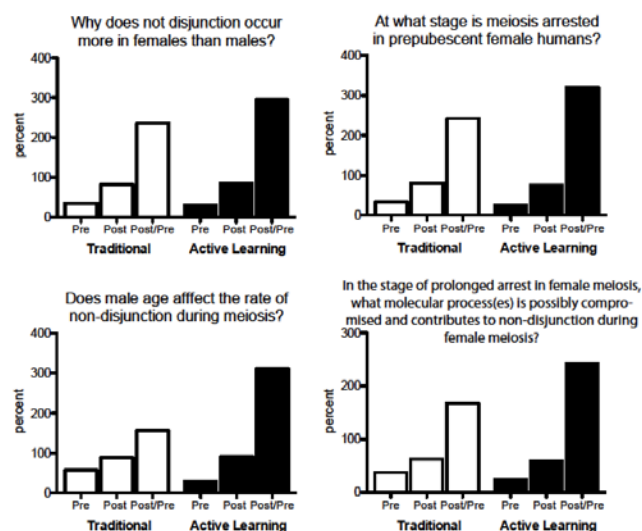 Why does not disjunction occur
more in females than males?
400
300
200
100
0
percent
Pre Post Post/Pre Pre Post Post/Pre
Traditional Active Learning
At what stage is meiosis arrested
in prepubescent female humans?
400
300
200
100
0
percent
Pre Post Post/Pre Pre Post Post/Pre
Traditional Active Learning
Does male age afffect the rate of
non-disjunction during meiosis?
400
300
200
100
0
percent
Pre Post Post/Pre Pre Post Post/Pre
Traditional Active Learning
In the stage of prolonged arrest in female meiosis,
what molecular process(es) is possibly compro-
mised and contributes to non-disjunction during
female meiosis?
300
200
100
0
percent
Pre Post Post/Pre Pre Post Post/Pre
Traditional Active Learning